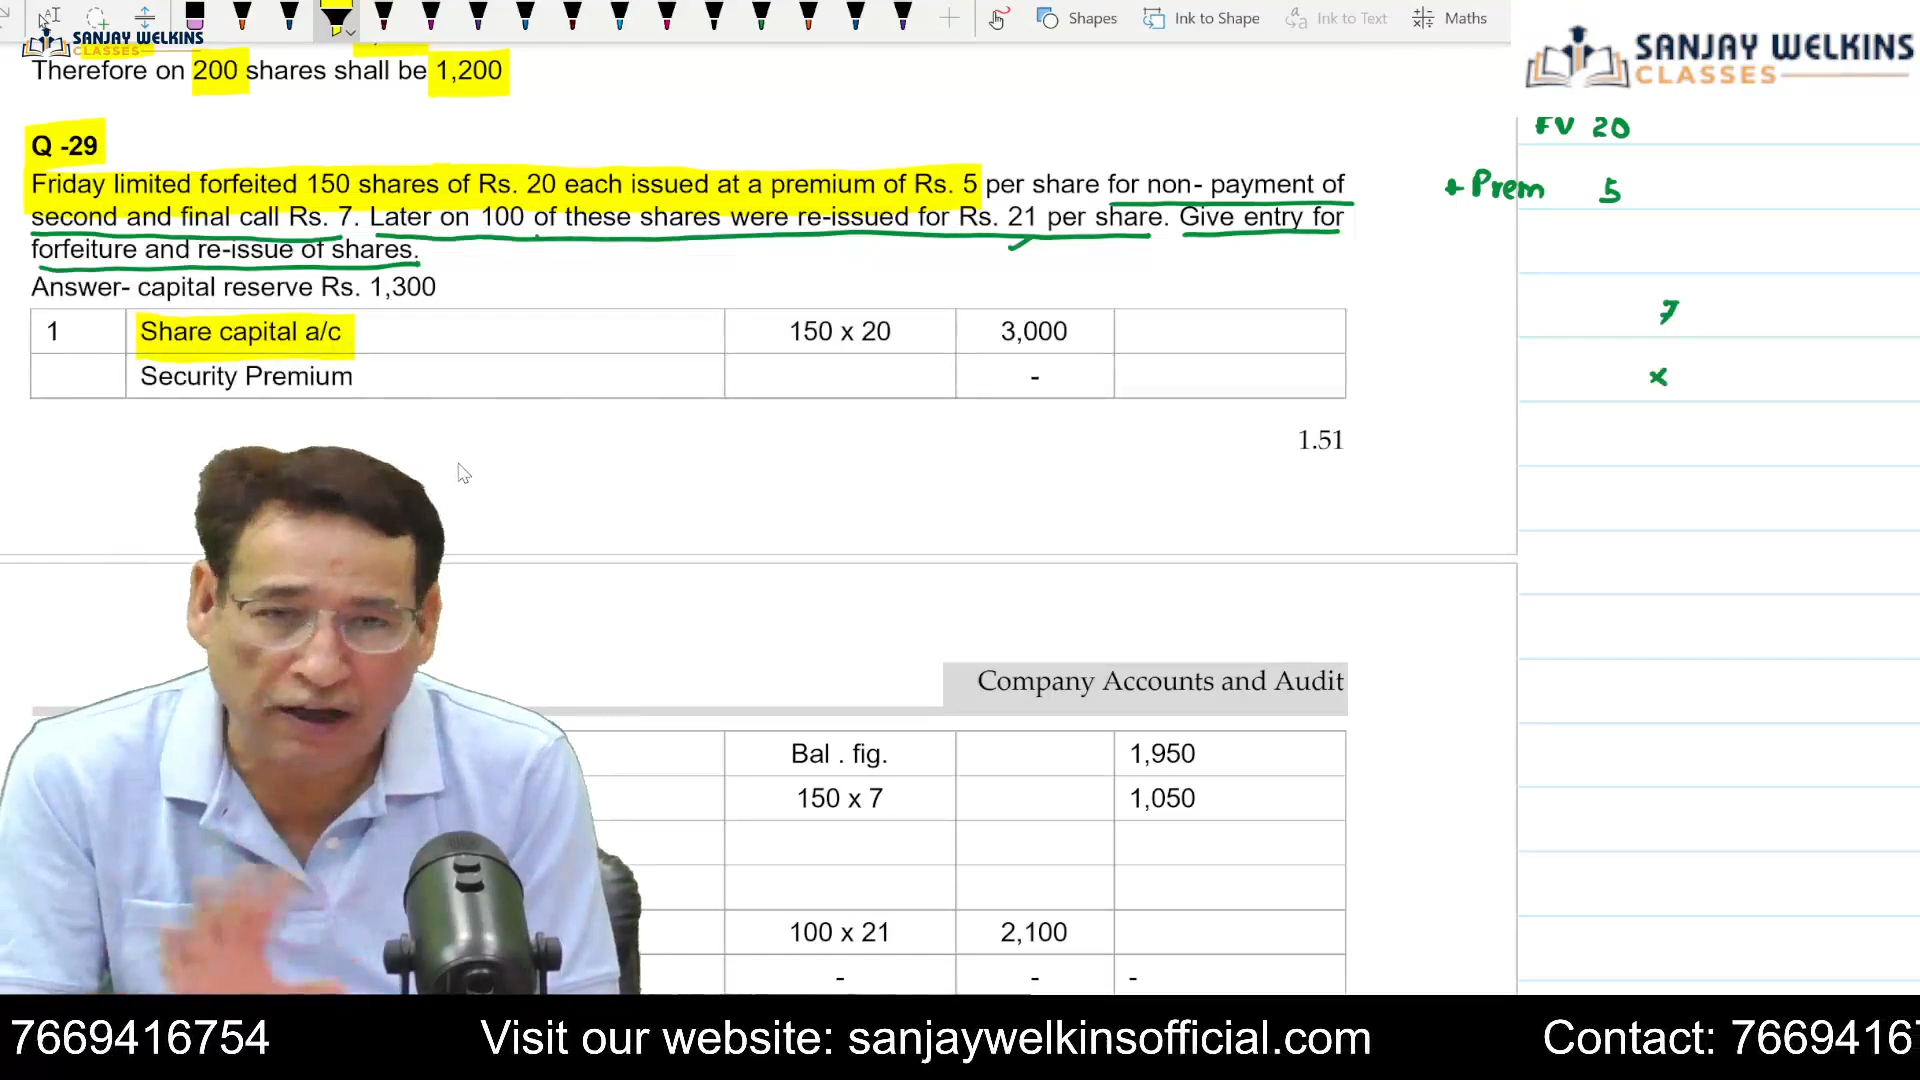 Shapes
Ink to Shape
Ink to Text
Maths
SANJAY WELKINS
CLASSES
SANJAY WELKINS
CLASSES
Therefore on 200 shares shall be 1,200
FV 20
+ Prem 5
7
x
Q -29
Friday limited forfeited 150 shares of Rs. 20 each issued at a premium of Rs. 5 per share for non- payment of
second and final call Rs. 7. Later on 100 of these shares were re-issued for Rs. 21 per share. Give entry for
forfeiture and re-issue of shares.
Answer- capital reserve Rs. 1,300
1 Share capital a/c 150 x 20 3,000
Security Premium -
1.51
Company Accounts and Audit
Bal . fig. 1,950
150 x 7 1,050
100 x 21 2,100
- - -
7669416754 Visit our website: sanjaywelkinsofficial.com Contact: 76694167